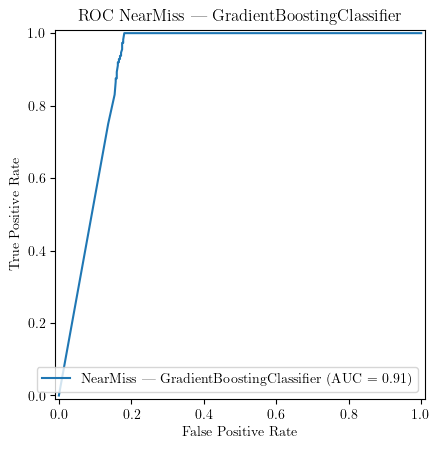 ROC NearMiss — GradientBoostingClassifier
1.0
0.8
0.6
0.4
0.2
0.0
True Positive Rate
NearMiss — GradientBoostingClassifier (AUC = 0.91)
0.0 0.2 0.4 0.6 0.8 1.0
False Positive Rate